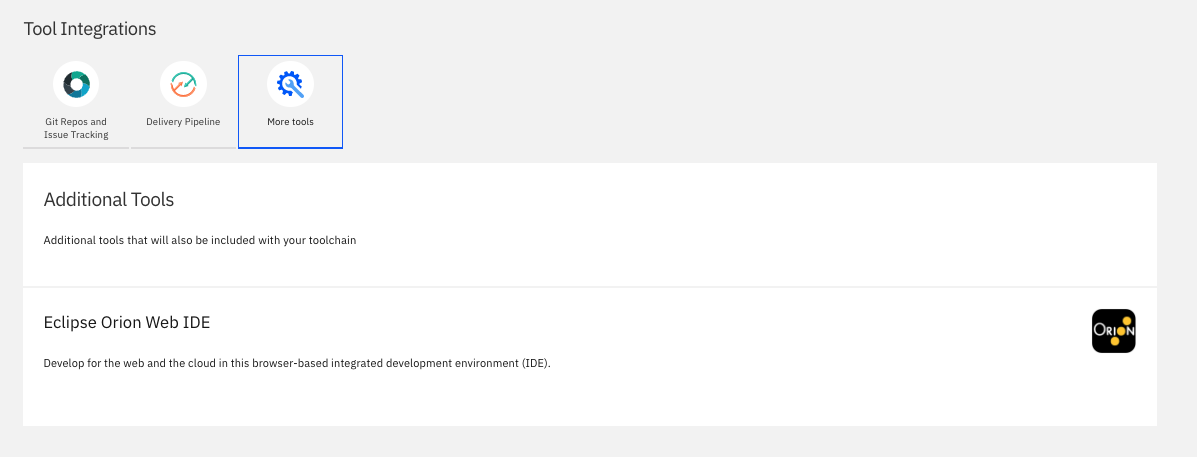 Tool Integrations
Git Repos and
Issue Tracking
Delivery Pipeline
More tools
Additional Tools
Additional tools that will also be included with your toolchain
Eclipse Orion Web IDE
ORION
Develop for the web and the cloud in this browser-based integrated development environment (IDE).